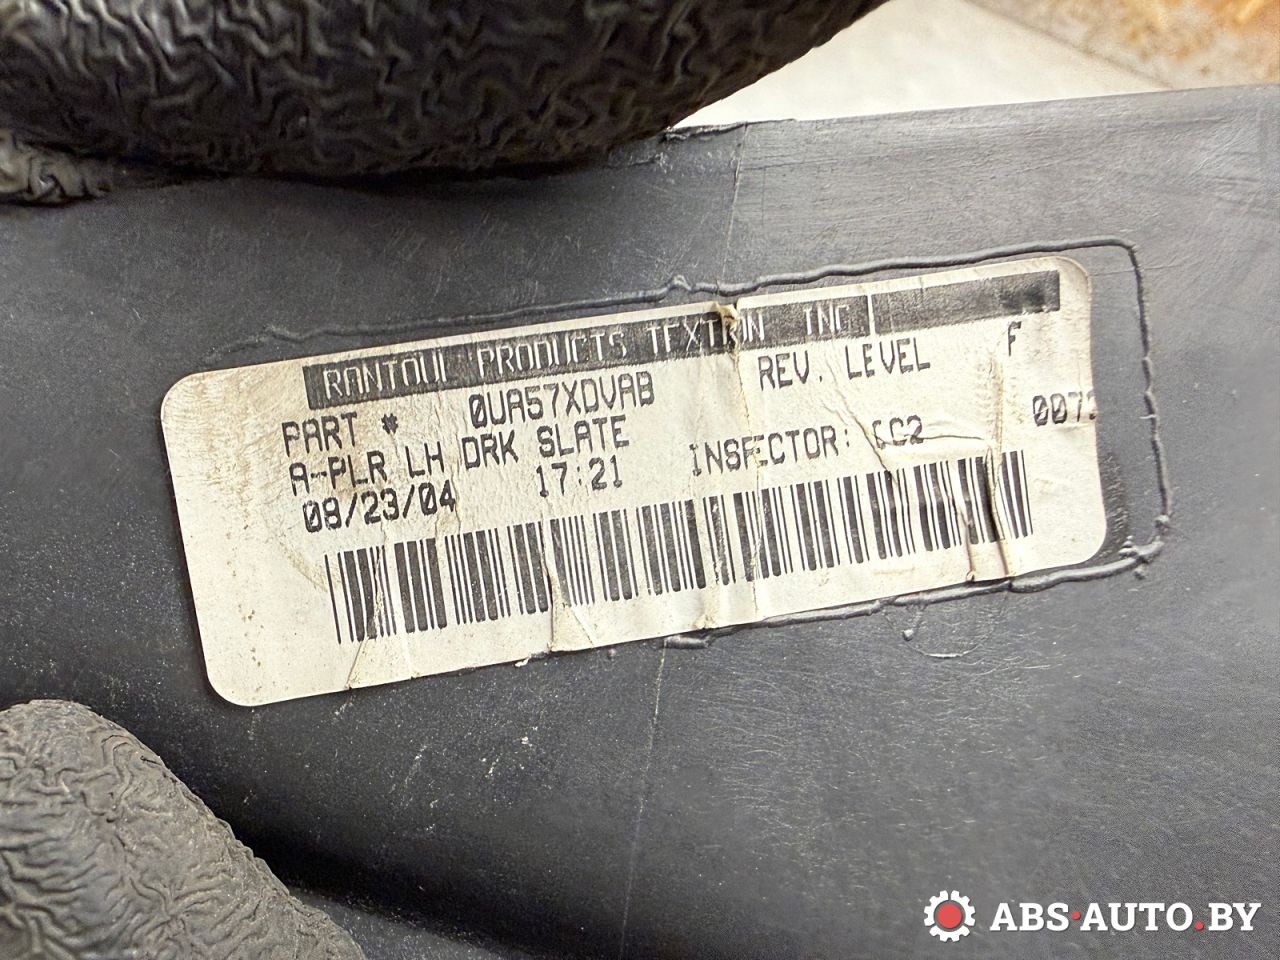 RANTOUL PRODUCTS TEXTRON INC
PART # 0UA57XDVAB REV. LEVEL F
A-PLR LH DRK SLATE
08/23/04 17:21 INSPECTOR:
ABS·AUTO.BY